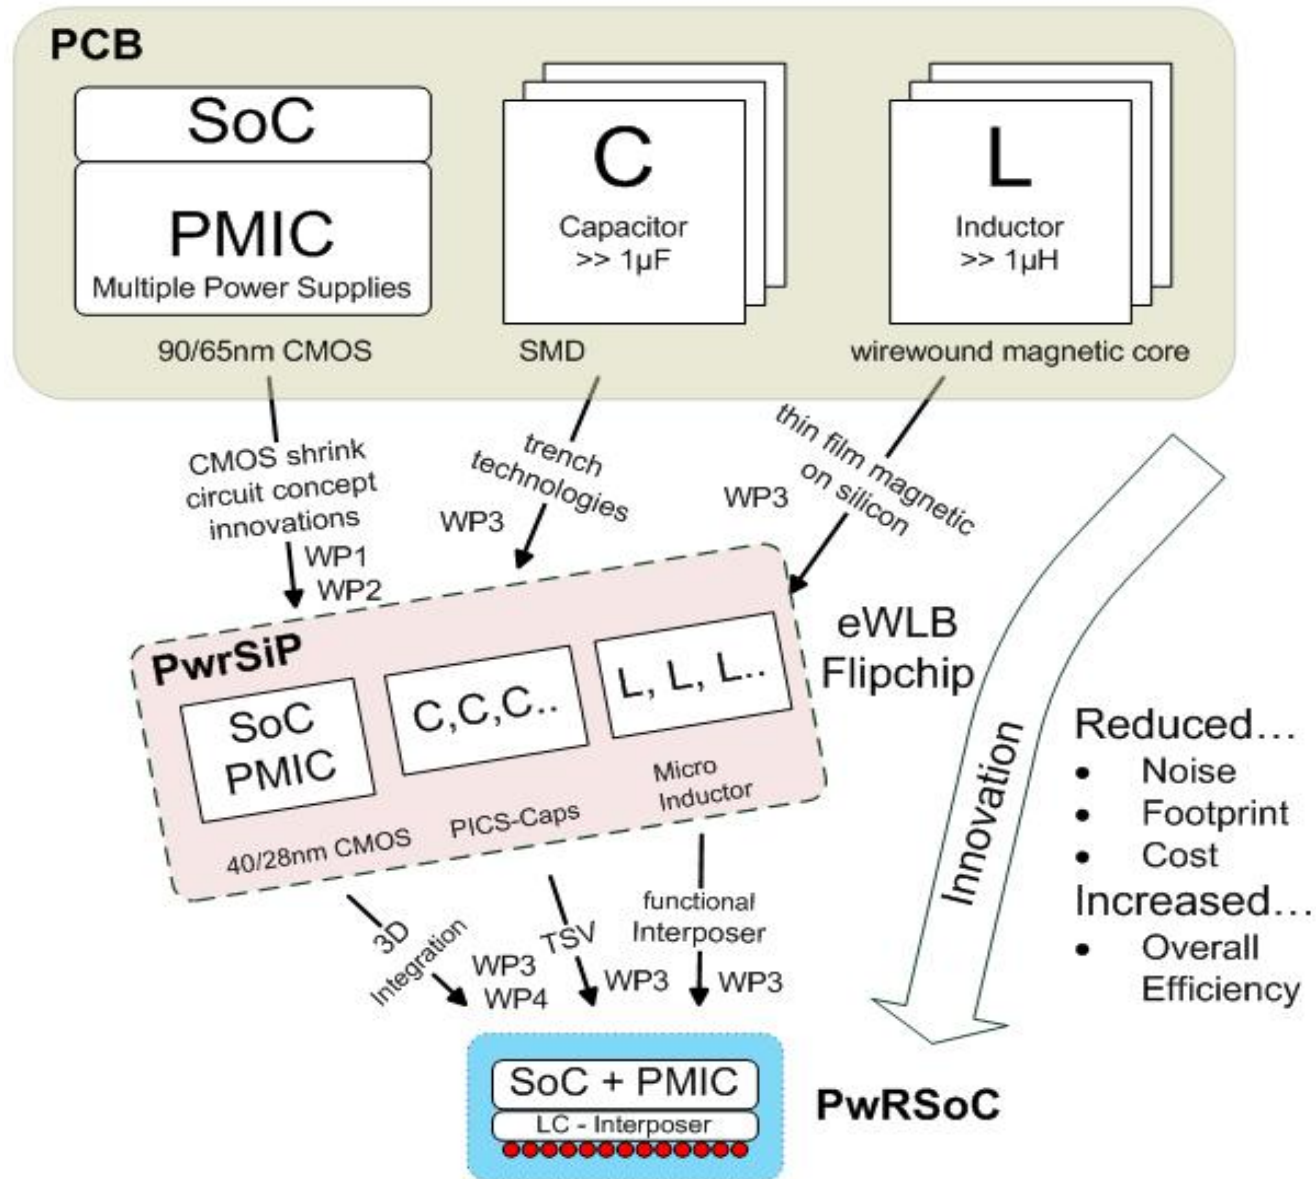 PCB
SoC
PMIC
Multiple Power Supplies
90/65nm CMOS
C
Capacitor
>> 1µF
SMD
L
Inductor
>> 1µH
wirewound magnetic core
CMOS shrink
circuit concept
innovations
WP1
WP2
trench
technologies
WP3
thin film magnetic
on silicon
WP3
PwrSiP
SoC
PMIC
40/28nm CMOS
C,C,C..
PICS-Caps
L, L, L..
Micro
Inductor
eWLB
Flipchip
3D
Integration
WP3
WP4
TSV
WP3
functional
Interposer
WP3
Innovation
Reduced...
• Noise
• Footprint
• Cost
Increased...
• Overall
Efficiency
SoC + PMIC
LC - Interposer
PwRSoC